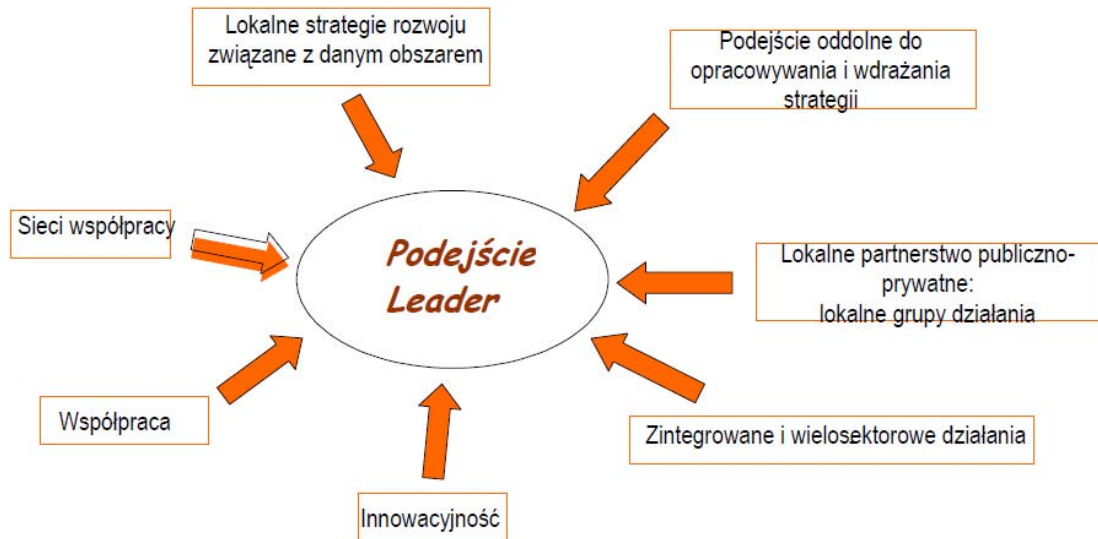 Lokalne strategie rozwoju
związane z danym obszarem
Podejście oddolne do
opracowywania i wdrażania
strategii
Sieci współpracy
Podejście
Leader
Lokalne partnerstwo publiczno-
prywatne:
lokalne grupy działania
Współpraca
Zintegrowane i wielosektorowe działania
Innowacyjność